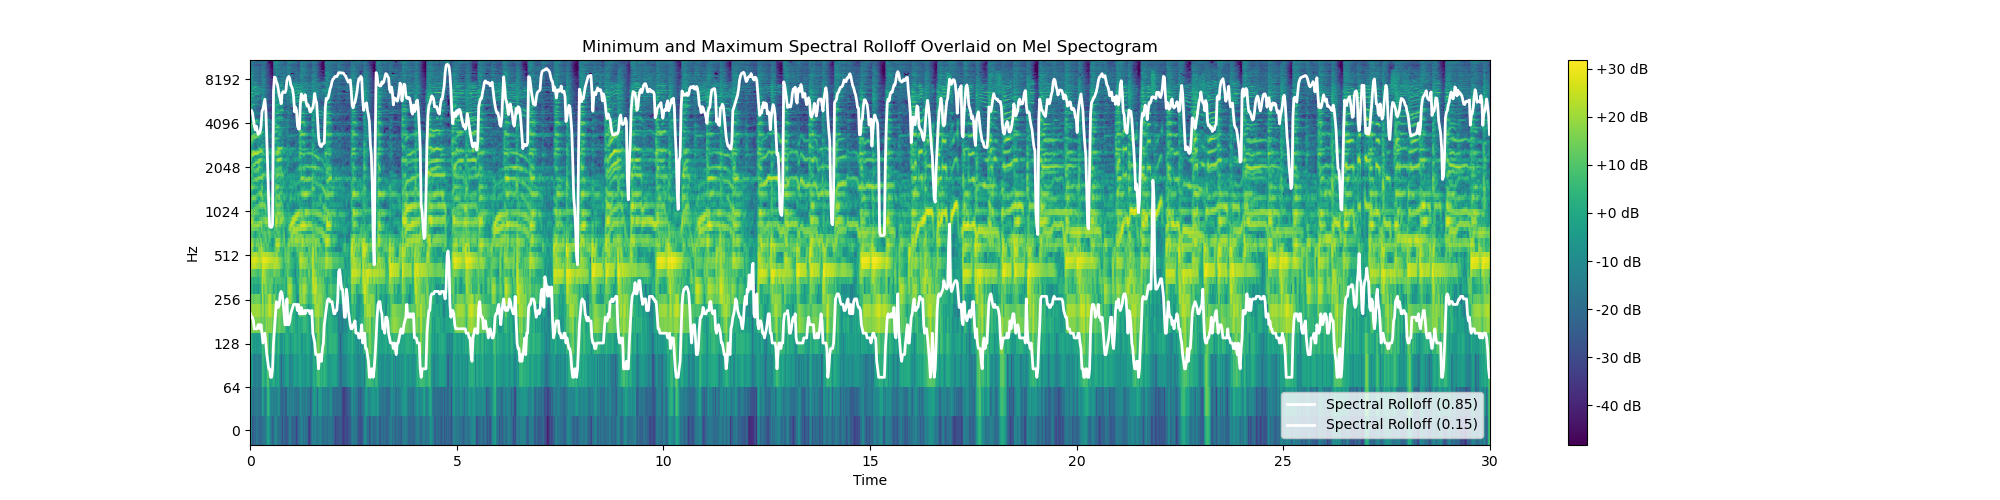 Minimum and Maximum Spectral Rolloff Overlaid on Mel Spectogram
Hz
8192
4096
2048
1024
512
256
128
64
0
0 5 10 15 20 25 30
Time
Spectral Rolloff (0.85)
Spectral Rolloff (0.15)
+30 dB
+20 dB
+10 dB
+0 dB
-10 dB
-20 dB
-30 dB
-40 dB